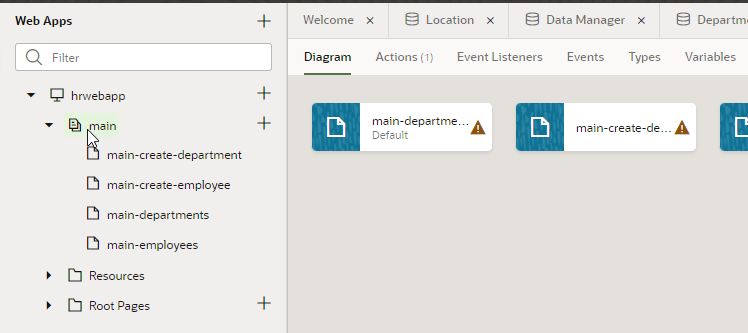 Web Apps
Filter
hrwebapp
main
main-create-department
main-create-employee
main-departments
main-employees
Resources
Root Pages
Welcome
Location
Data Manager
Departm
Diagram
Actions (1)
Event Listeners
Events
Types
Variables
main-departme...
Default
main-create-de...